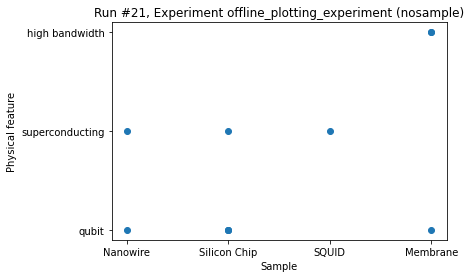 Run #21, Experiment offline_plotting_experiment (nosample)
high bandwidth
superconducting
qubit
Physical feature
Nanowire Silicon Chip SQUID Membrane
Sample